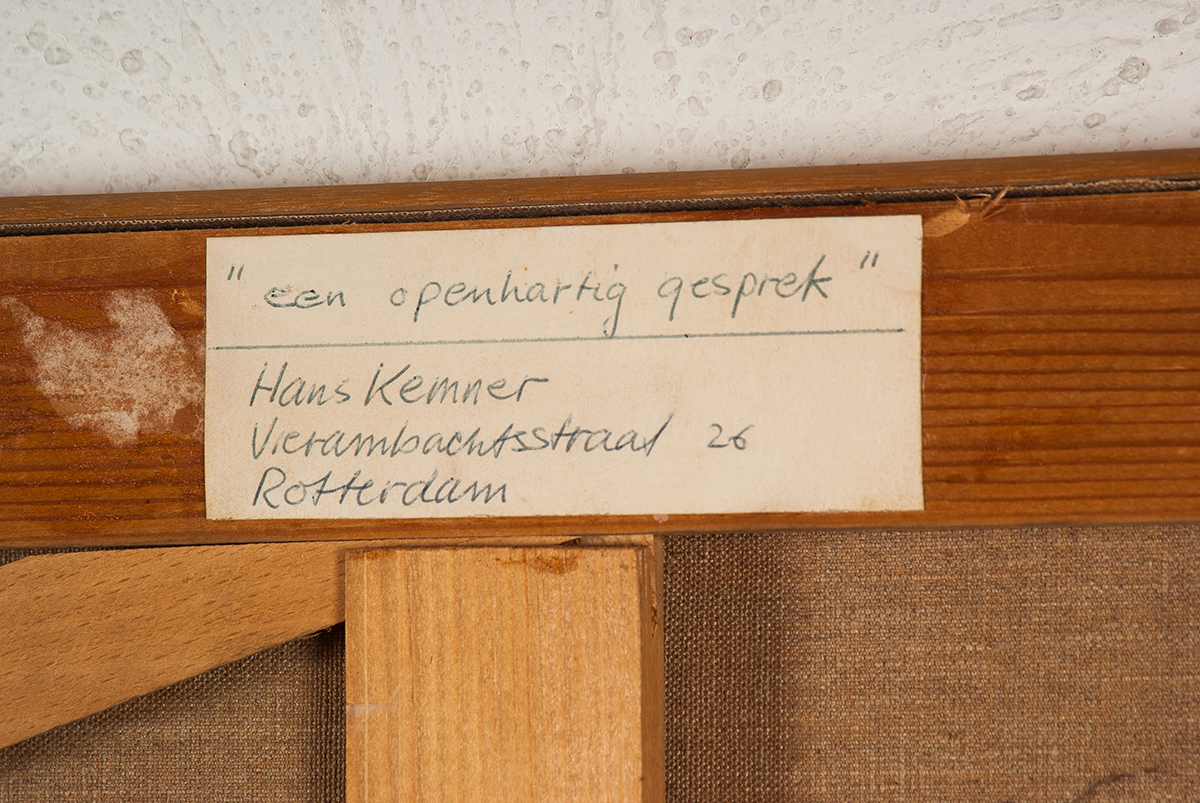 "een openhartig gesprek"
Hans Kemner
Vierambachtsstraat 26
Rotterdam